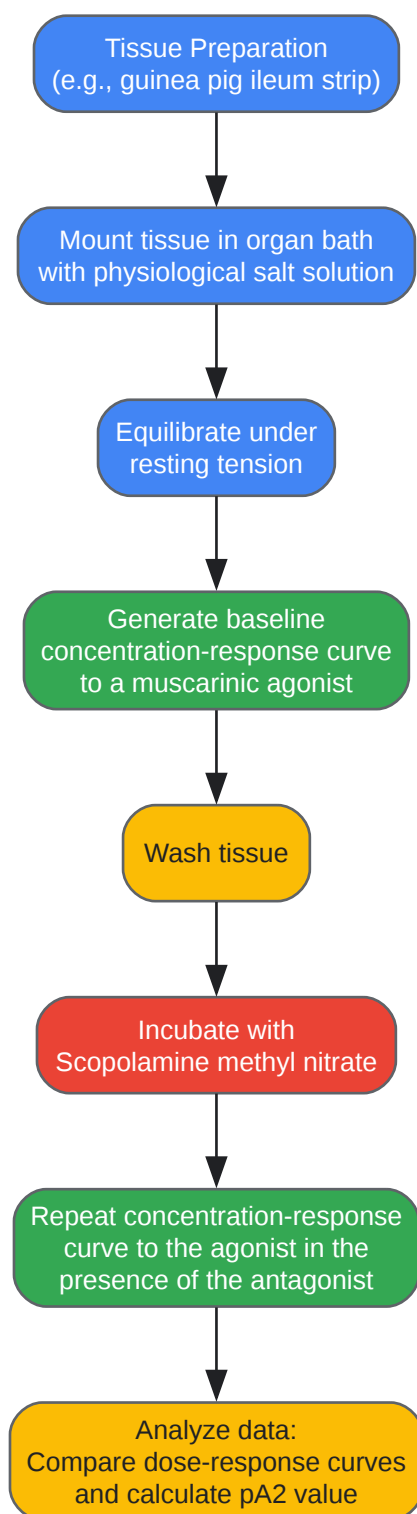 Tissue Preparation
(e.g., guinea pig ileum strip)
Mount tissue in organ bath
with physiological salt solution
Equilibrate under
resting tension
Generate baseline
concentration-response curve
to a muscarinic agonist
Wash tissue
Incubate with
Scopolamine methyl nitrate
Repeat concentration-response
curve to the agonist in the
presence of the antagonist
Analyze data:
Compare dose-response curves
and calculate pA2 value